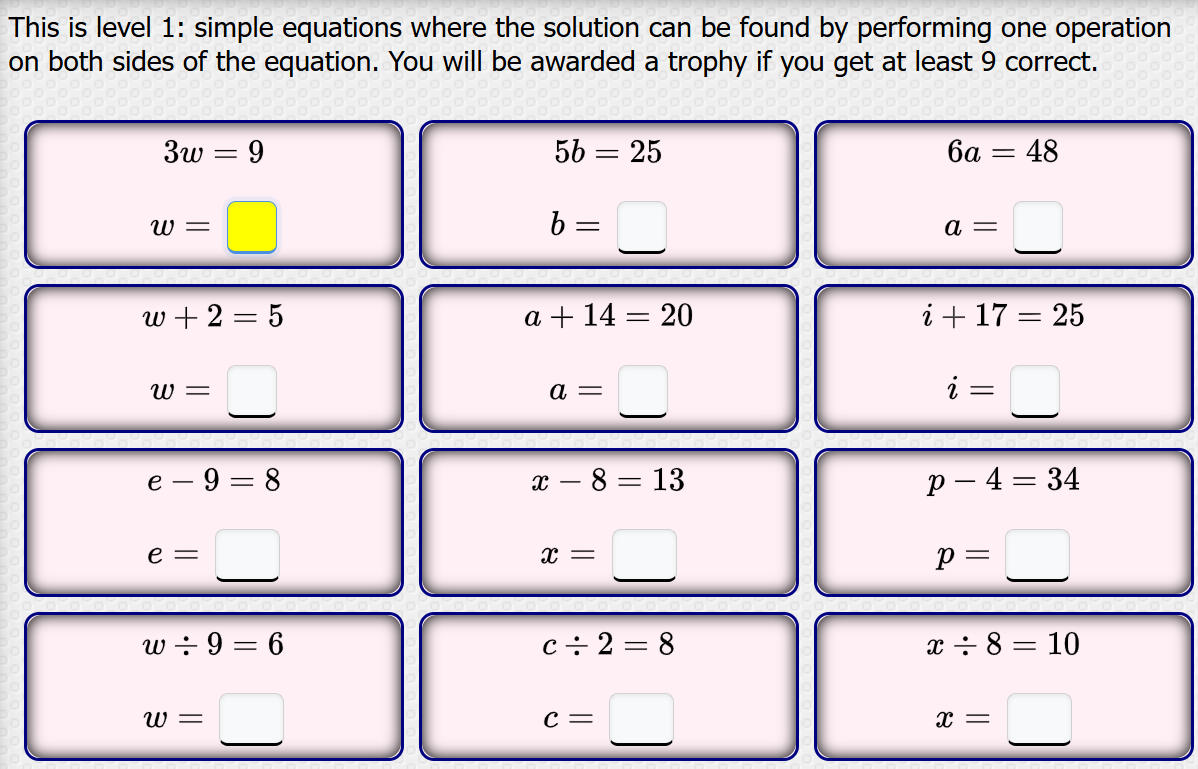 This is level 1: simple equations where the solution can be found by performing one operation
on both sides of the equation. You will be awarded a trophy if you get at least 9 correct.
3w = 9
w =
5b = 25
b =
6a = 48
a =
w + 2 = 5
w =
a + 14 = 20
a =
i + 17 = 25
i =
e − 9 = 8
e =
x − 8 = 13
x =
p − 4 = 34
p =
w ÷ 9 = 6
w =
c ÷ 2 = 8
c =
x ÷ 8 = 10
x =